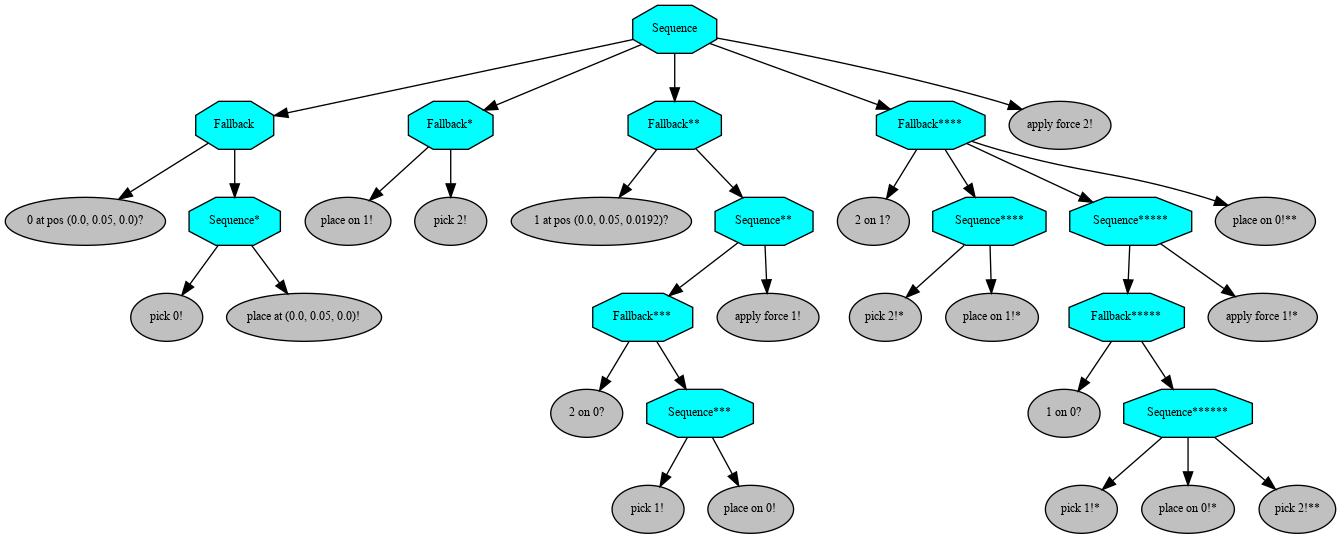 Sequence
Fallback
Fallback*
Fallback**
Fallback****
apply force 2!
0 at pos (0.0, 0.05, 0.0)?
Sequence*
place on 1!
pick 2!
1 at pos (0.0, 0.05, 0.0192)?
Sequence**
2 on 1?
Sequence****
Sequence*****
place on 0!**
pick 0!
place at (0.0, 0.05, 0.0)!
Fallback***
apply force 1!
pick 2!*
place on 1!*
Fallback*****
apply force 1!*
2 on 0?
Sequence***
1 on 0?
Sequence******
pick 1!
place on 0!
pick 1!*
place on 0!*
pick 2!**